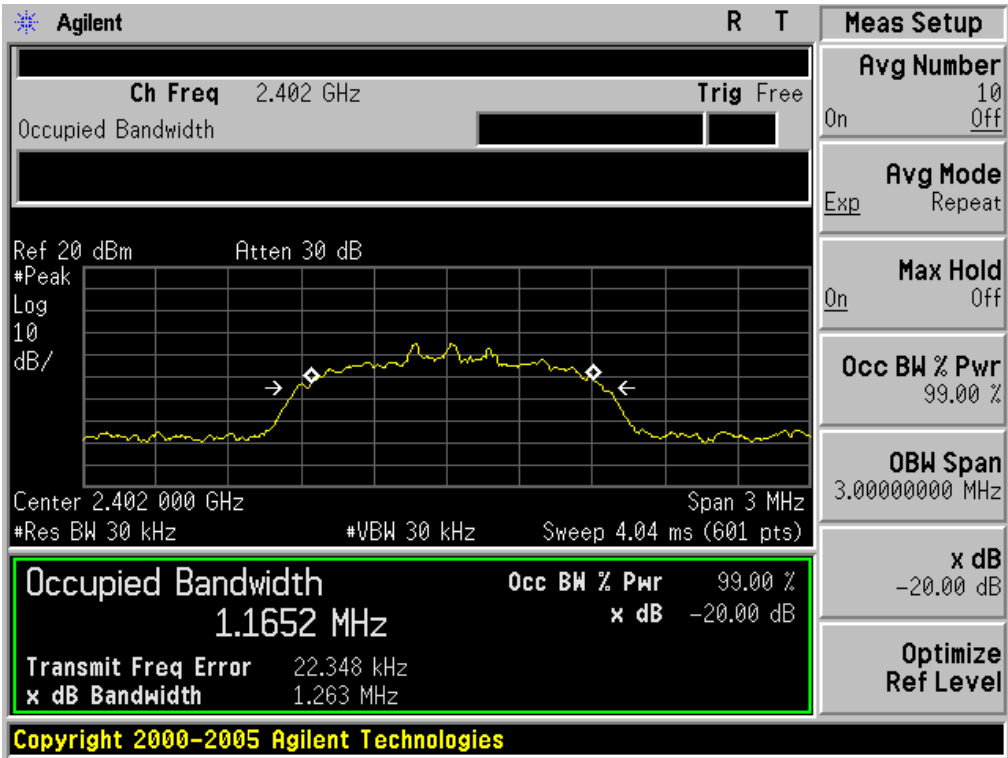 Agilent R T
Ch Freq 2.402 GHz Trig Free
Occupied Bandwidth
Ref 20 dBm Atten 30 dB
#Peak
Log
10
dB/
Center 2.402 000 GHz Span 3 MHz
#Res BW 30 kHz #VBW 30 kHz Sweep 4.04 ms (601 pts)
Occupied Bandwidth Occ BW % Pwr 99.00 %
1.1652 MHz x dB -20.00 dB
Transmit Freq Error 22.348 kHz
x dB Bandwidth 1.263 MHz
Copyright 2000-2005 Agilent Technologies
Meas Setup
Avg Number
10
On Off
Avg Mode
Exp Repeat
Max Hold
On Off
Occ BW % Pwr
99.00 %
OBW Span
3.00000000 MHz
x dB
-20.00 dB
Optimize
Ref Level